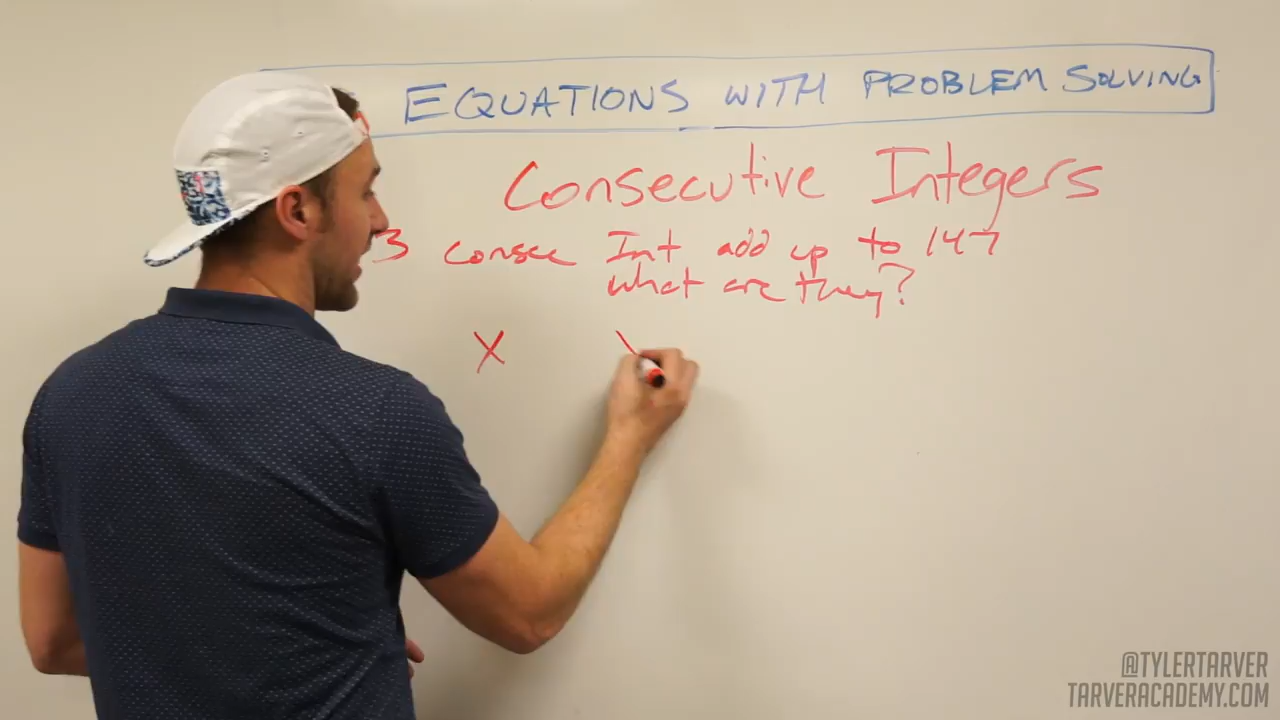 EQUATIONS WITH PROBLEM SOLVING
Consecutive Integers
3 consec Int add up to 147
what are they?
X
@TYLERTARVER
TARVERACADEMY.COM